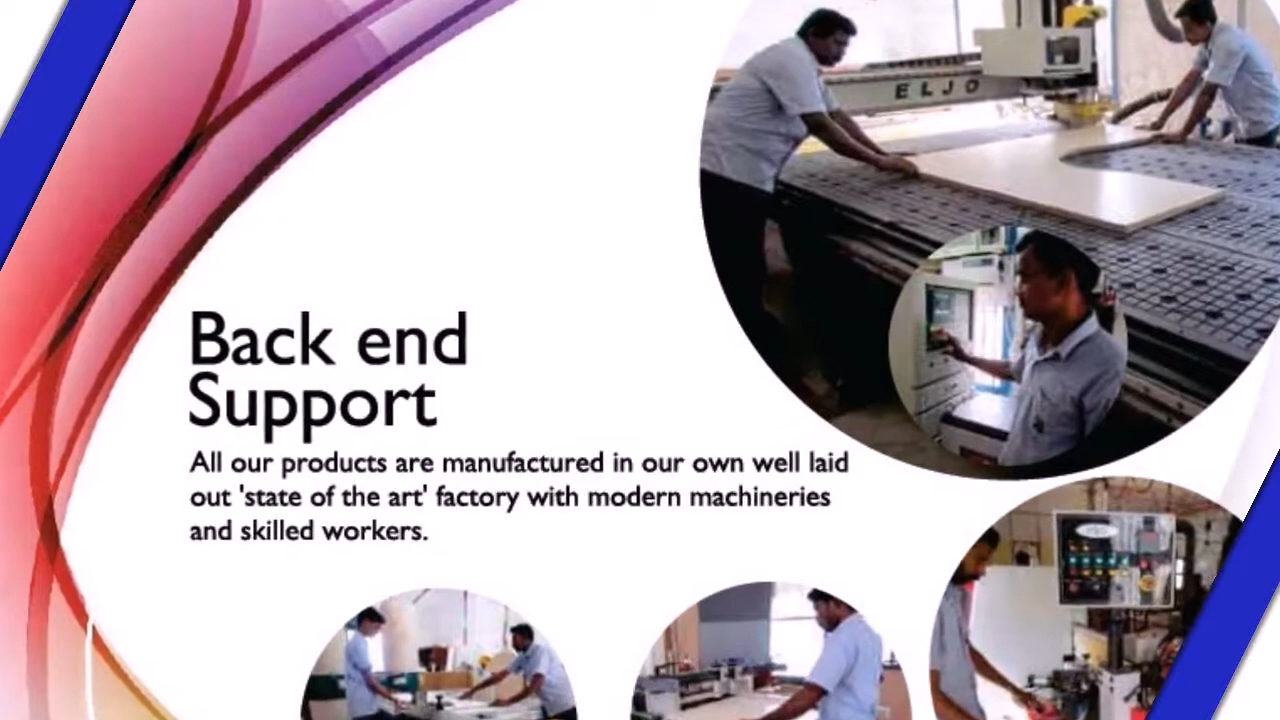 ELJO
Back end
Support
All our products are manufactured in our own well laid
out 'state of the art' factory with modern machineries
and skilled workers.